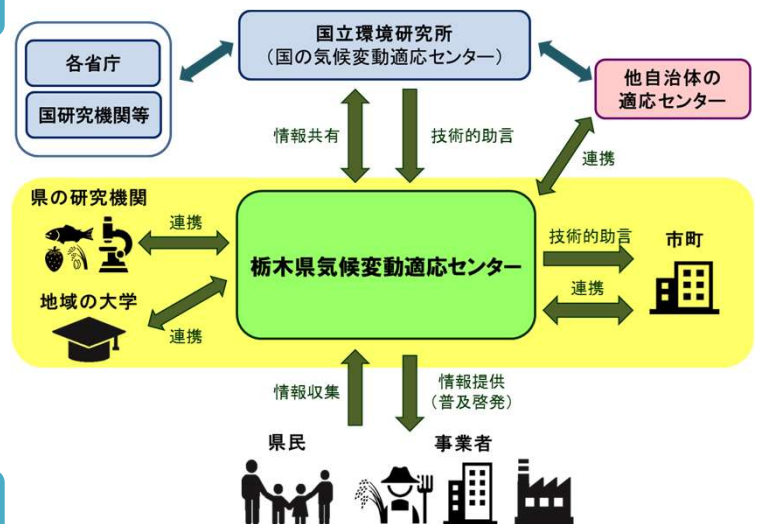 国立環境研究所
（国の気候変動適応センター）
各省庁
国研究機関等
他自治体の
適応センター
情報共有
技術的助言
連携
県の研究機関
連携
地域の大学
連携
栃木県気候変動適応センター
技術的助言
連携
市町
情報収集
情報提供
（普及啓発）
県民
事業者